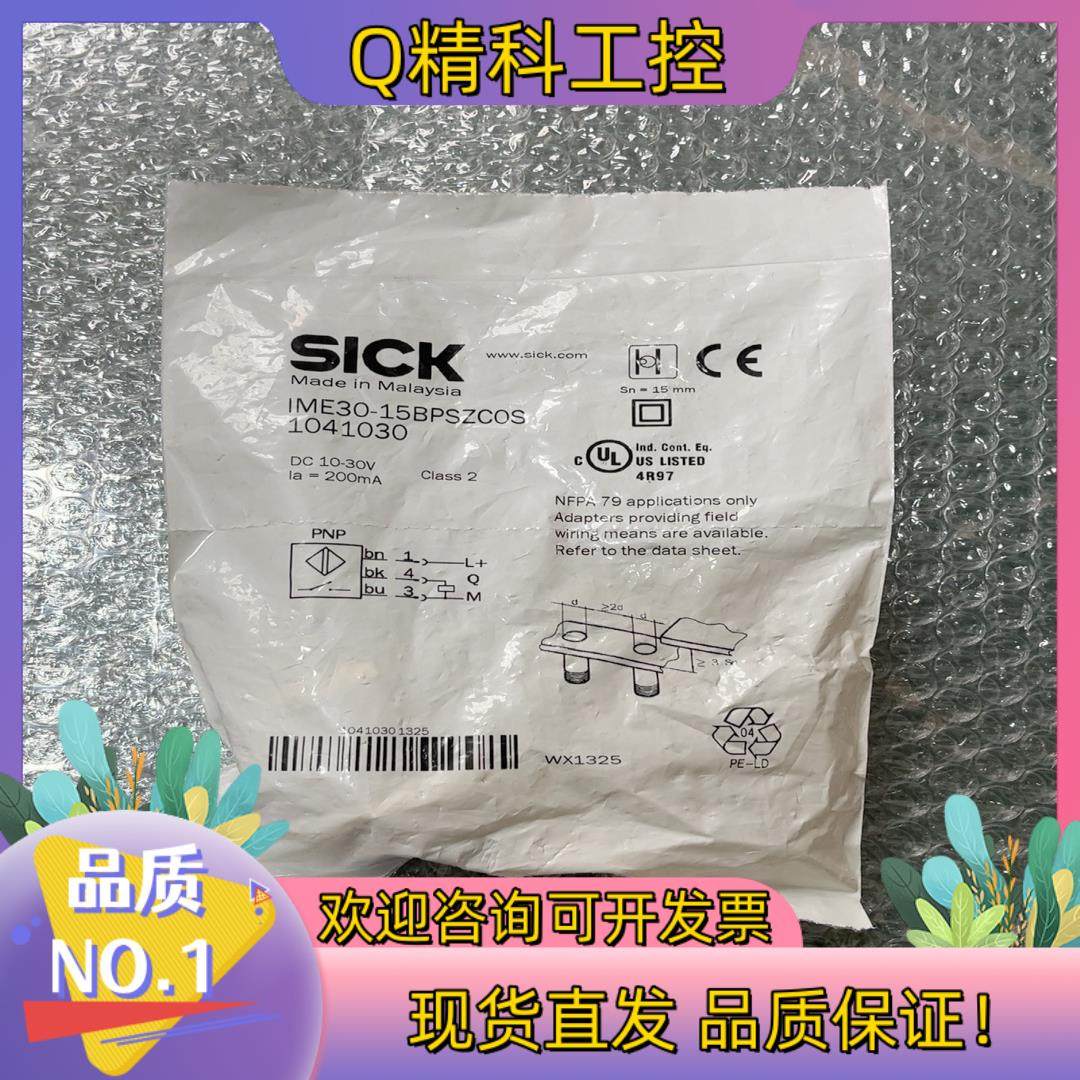 Q精科工控
SICK
www.sick.com
CE
Made in Malaysia
Sn = 15 mm
IME30-15BPSZC0S
1041030
DC 10-30V
Ia = 200mA
Class 2
C UL US LISTED
Ind. Cont. Eq.
4R97
NFPA 79 applications only
Adapters providing field
wiring means are available.
Refer to the data sheet.
PNP
bn 1 L+
bk 4 Q
bu 3 M
d ≥2d d
10410301325
WX1325
04
PE-LD
品质
NO.1
欢迎咨询可开发票
现货直发 品质保证!